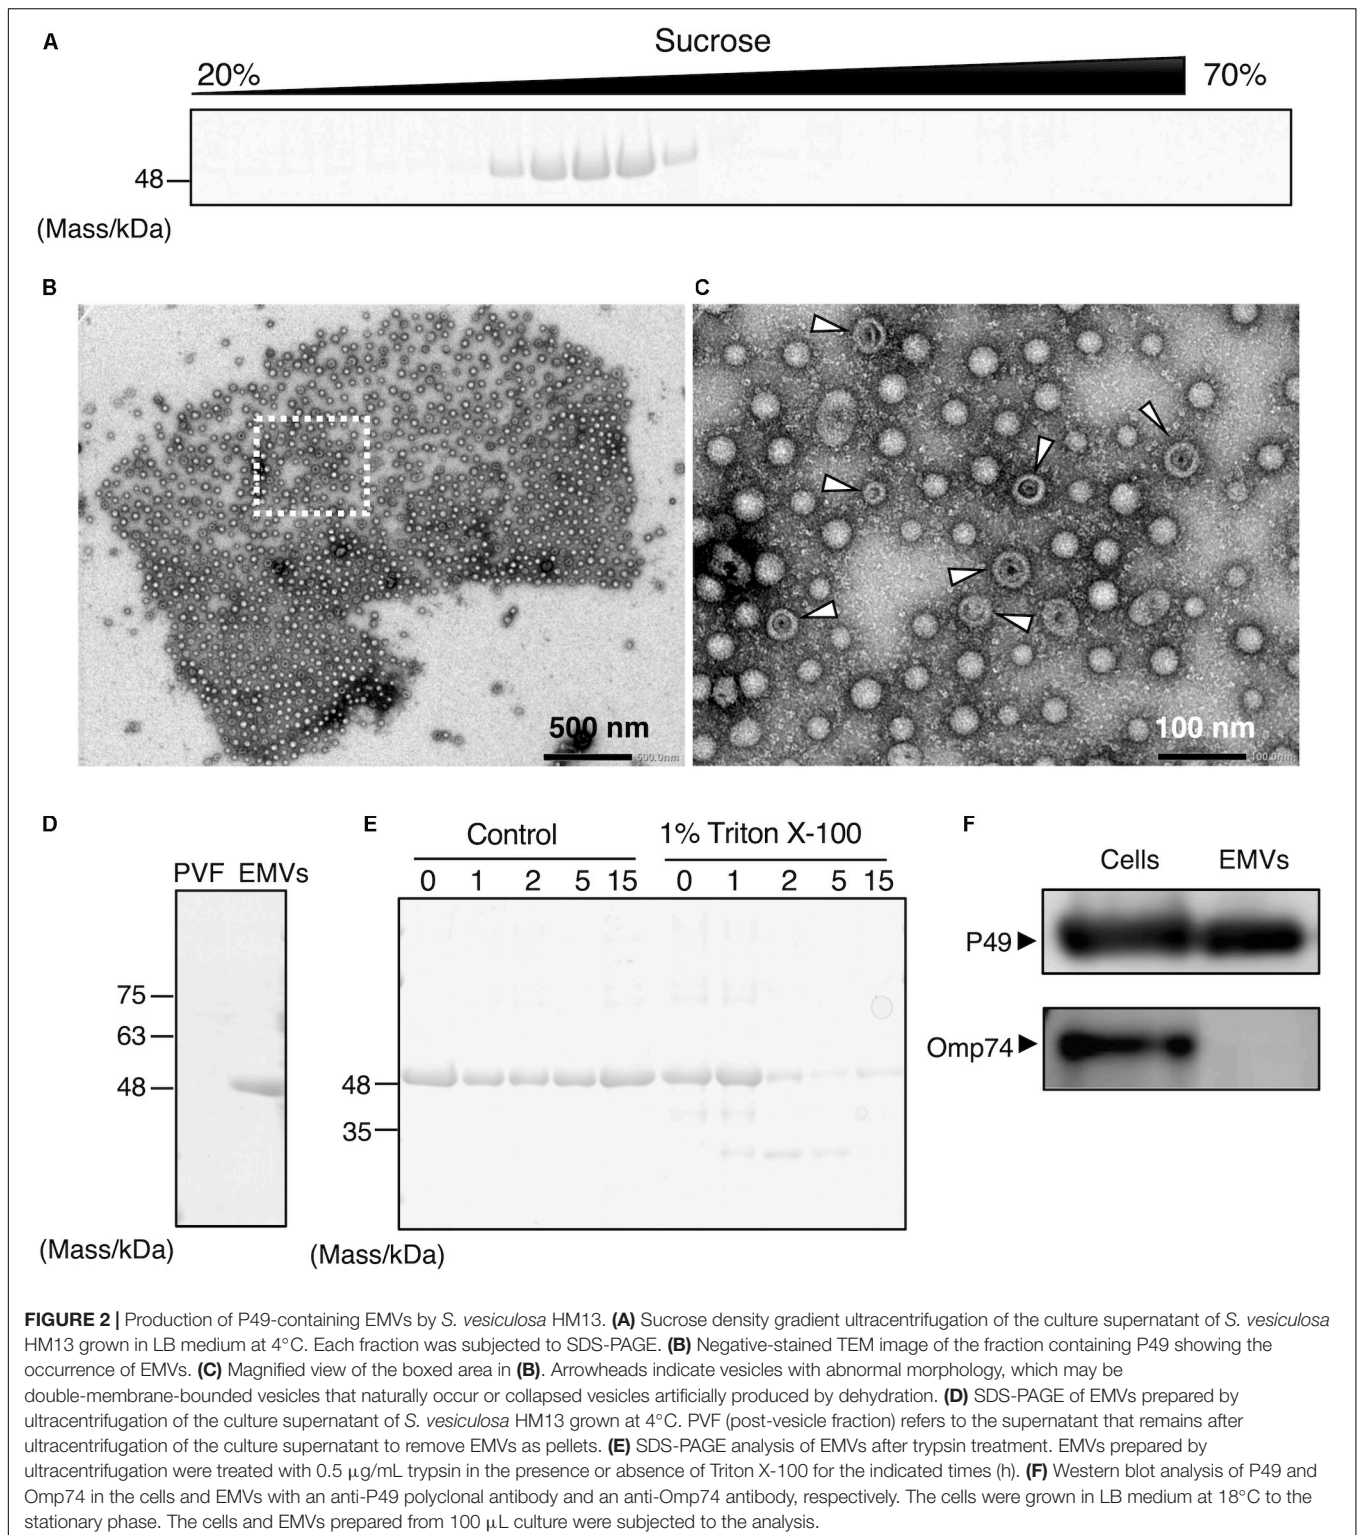 A
Sucrose
20%
70%
48
(Mass/kDa)
B
C
500 nm
500.0nm
100 nm
100.0nm
D
E
F
PVF EMVs
75
63
48
(Mass/kDa)
Control
1% Triton X-100
0 1 2 5 15 0 1 2 5 15
48
35
(Mass/kDa)
Cells EMVs
P49
Omp74
FIGURE 2 | Production of P49-containing EMVs by S. vesiculosa HM13. (A) Sucrose density gradient ultracentrifugation of the culture supernatant of S. vesiculosa
HM13 grown in LB medium at 4°C. Each fraction was subjected to SDS-PAGE. (B) Negative-stained TEM image of the fraction containing P49 showing the
occurrence of EMVs. (C) Magnified view of the boxed area in (B). Arrowheads indicate vesicles with abnormal morphology, which may be
double-membrane-bounded vesicles that naturally occur or collapsed vesicles artificially produced by dehydration. (D) SDS-PAGE of EMVs prepared by
ultracentrifugation of the culture supernatant of S. vesiculosa HM13 grown at 4°C. PVF (post-vesicle fraction) refers to the supernatant that remains after
ultracentrifugation of the culture supernatant to remove EMVs as pellets. (E) SDS-PAGE analysis of EMVs after trypsin treatment. EMVs prepared by
ultracentrifugation were treated with 0.5 μg/mL trypsin in the presence or absence of Triton X-100 for the indicated times (h). (F) Western blot analysis of P49 and
Omp74 in the cells and EMVs with an anti-P49 polyclonal antibody and an anti-Omp74 antibody, respectively. The cells were grown in LB medium at 18°C to the
stationary phase. The cells and EMVs prepared from 100 μL culture were subjected to the analysis.